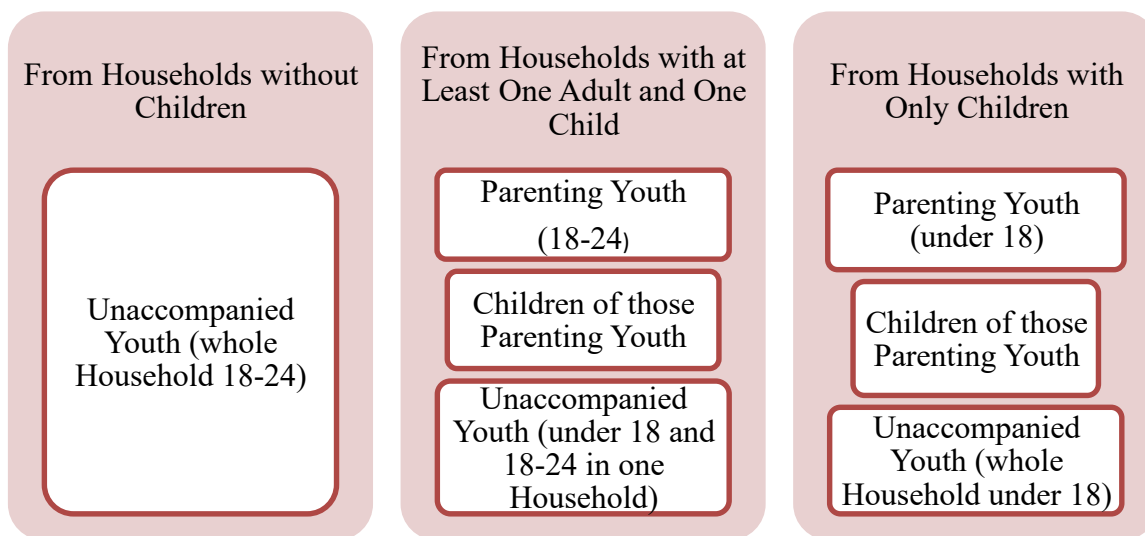 From Households without
Children
Unaccompanied
Youth (whole
Household 18-24)
From Households with at
Least One Adult and One
Child
Parenting Youth
(18-24)
Children of those
Parenting Youth
Unaccompanied
Youth (under 18 and
18-24 in one
Household)
From Households with
Only Children
Parenting Youth
(under 18)
Children of those
Parenting Youth
Unaccompanied
Youth (whole
Household under 18)